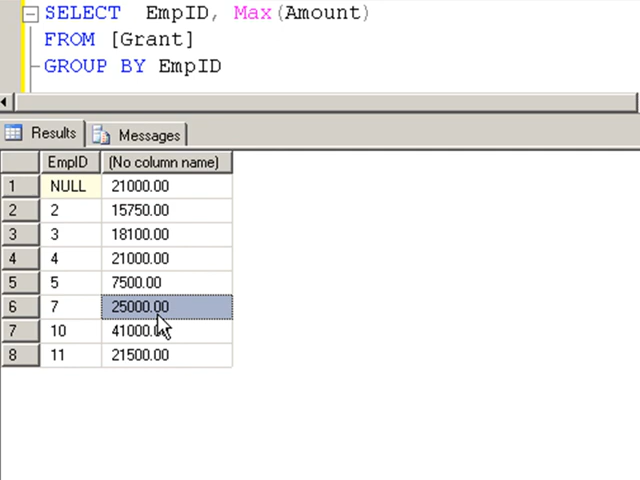 SELECT EmpID, Max(Amount)
FROM [Grant]
GROUP BY EmpID
Results Messages
EmpID (No column name)
1 NULL 21000.00
2 2 15750.00
3 3 18100.00
4 4 21000.00
5 5 7500.00
6 7 25000.00
7 10 41000.00
8 11 21500.00